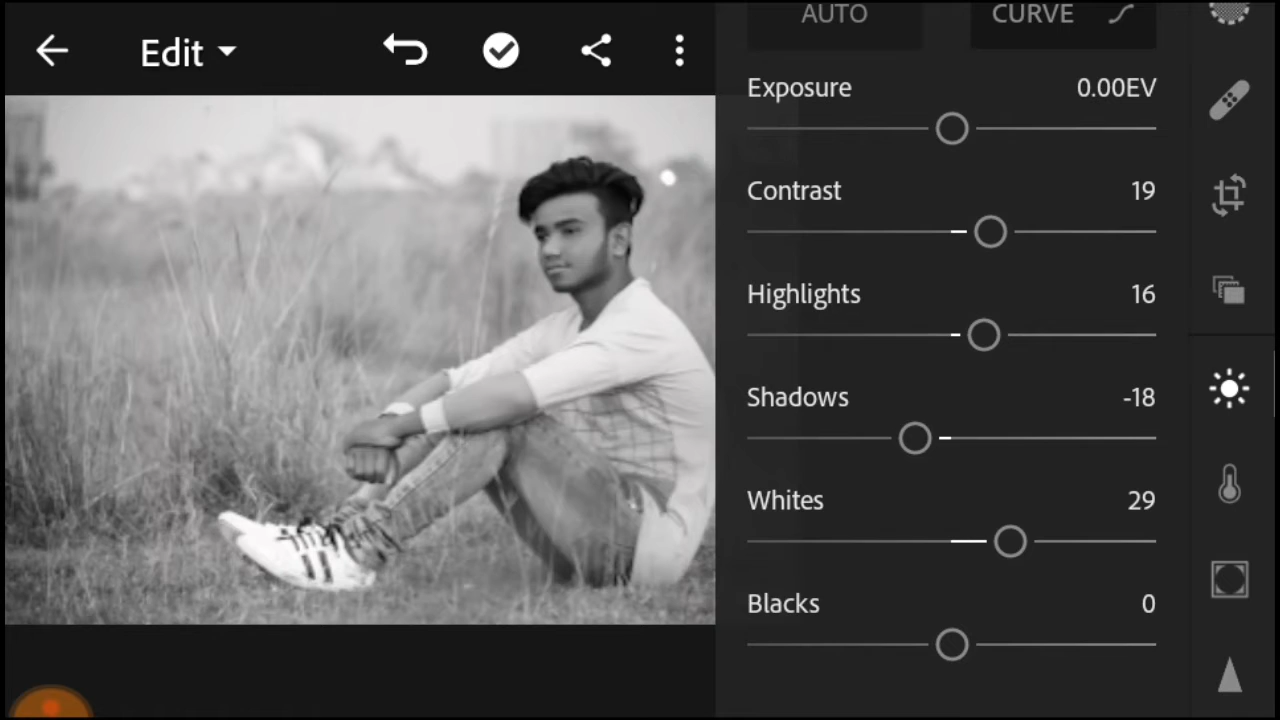 Edit
AUTO
CURVE
Exposure 0.00EV
Contrast 19
Highlights 16
Shadows -18
Whites 29
Blacks 0